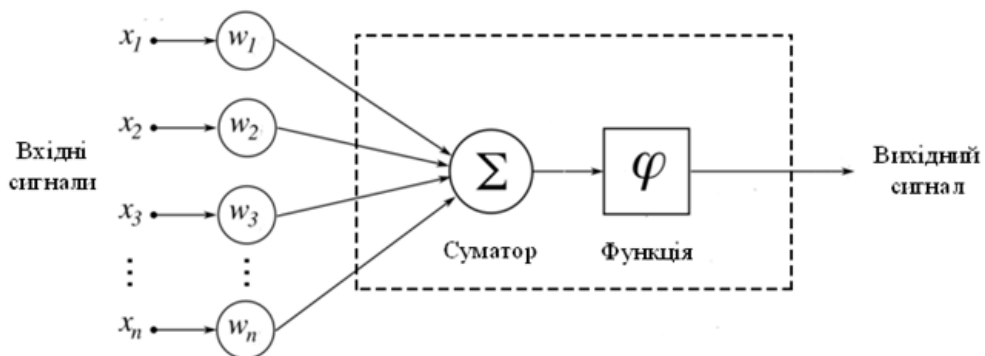 x1 w1
x2 w2
Вхідні
сигнали
x3 w3
xn wn
Σ
Суматор
φ
Функція
Вихідний
сигнал